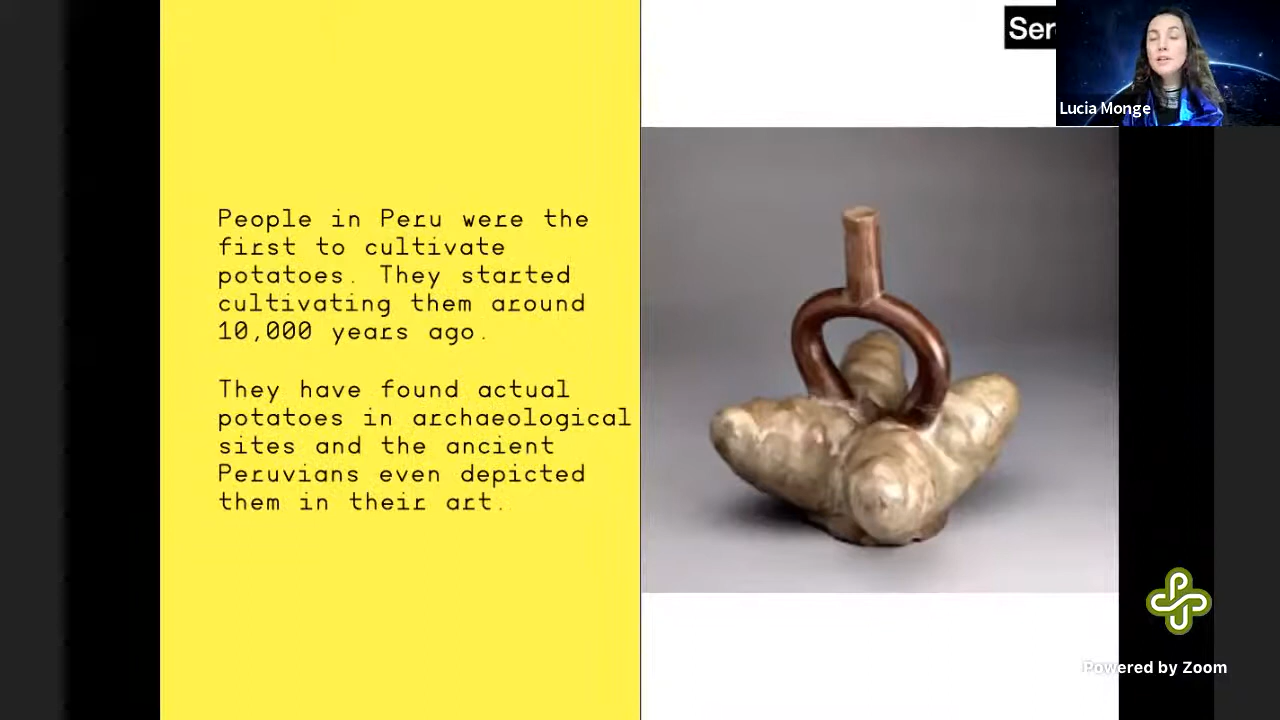 People in Peru were the
first to cultivate
potatoes. They started
cultivating them around
10,000 years ago.
They have found actual
potatoes in archaeological
sites and the ancient
Peruvians even depicted
them in their art.
Ser
Lucia Monge
Powered by Zoom